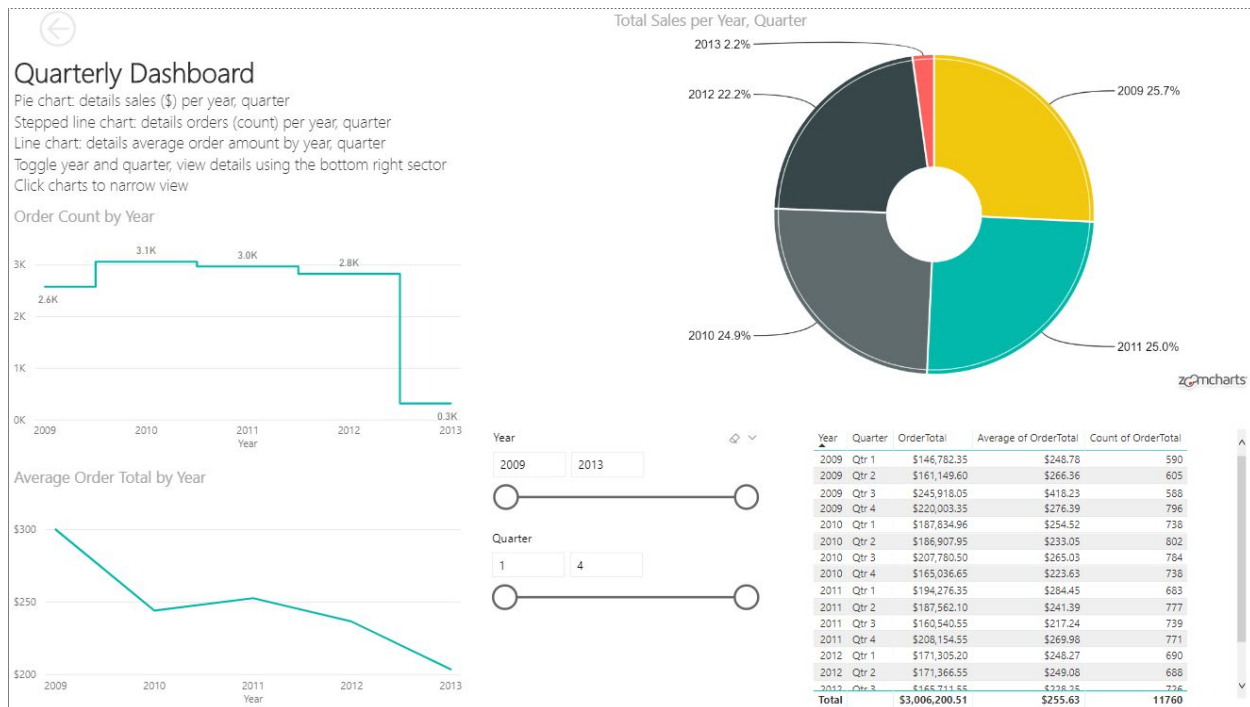 Total Sales per Year, Quarter
2013 2.2%
2012 22.2%
2009 25.7%
2010 24.9%
2011 25.0%
zoomcharts
Quarterly Dashboard
Pie chart: details sales ($) per year, quarter
Stepped line chart: details orders (count) per year, quarter
Line chart: details average order amount by year, quarter
Toggle year and quarter, view details using the bottom right sector
Click charts to narrow view
Order Count by Year
3K
2K
1K
0K
2.6K
3.1K
3.0K
2.8K
0.3K
2009 2010 2011 2012 2013
Year
Average Order Total by Year
$300
$250
$200
2009 2010 2011 2012 2013
Year
Year
2009 2013
Quarter
1 4
Year Quarter OrderTotal Average of OrderTotal Count of OrderTotal
2009 Qtr 1 $146,782.35 $248.78 590
2009 Qtr 2 $161,149.60 $266.36 605
2009 Qtr 3 $245,918.05 $418.23 588
2009 Qtr 4 $220,003.35 $276.39 796
2010 Qtr 1 $187,834.96 $254.52 738
2010 Qtr 2 $186,907.95 $233.05 802
2010 Qtr 3 $207,780.50 $265.03 784
2010 Qtr 4 $165,036.65 $223.63 738
2011 Qtr 1 $194,276.35 $284.45 683
2011 Qtr 2 $187,562.10 $241.39 777
2011 Qtr 3 $160,540.55 $217.24 739
2011 Qtr 4 $208,154.55 $269.98 771
2012 Qtr 1 $171,305.20 $248.27 690
2012 Qtr 2 $171,366.55 $249.08 688
2012 Qtr 3 $165,711.55 $228.25 726
Total $3,006,200.51 $255.63 11760